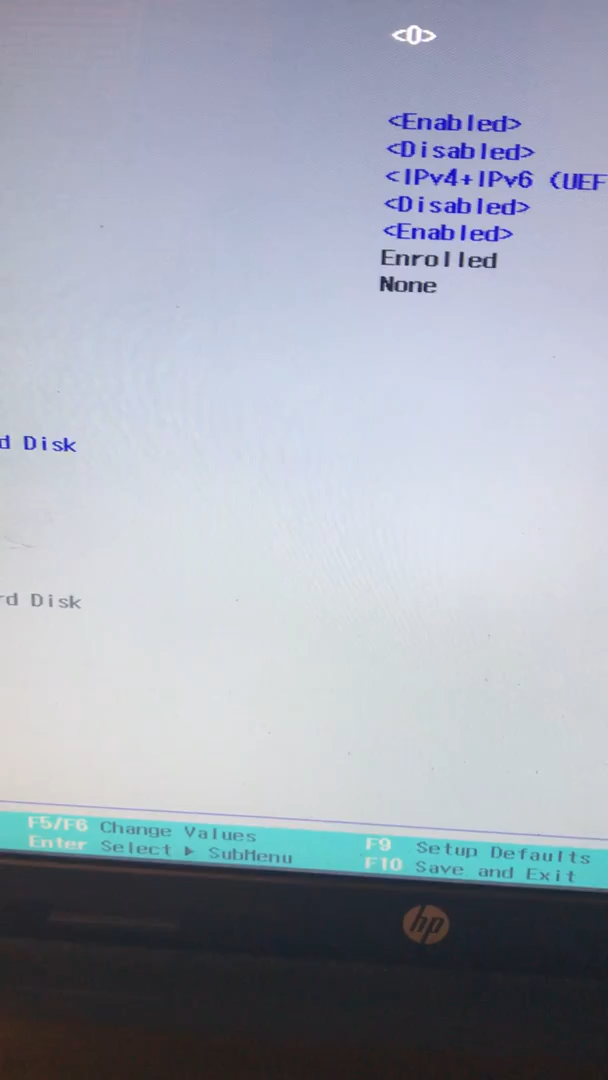 <0>
<Enabled>
<Disabled>
<IPv4+IPv6 (UEF
<Disabled>
<Enabled>
Enrolled
None
d Disk
rd Disk
F5/F6 Change Values
F9 Setup Defaults
Enter Select ▶ SubMenu
F10 Save and Exit
hp